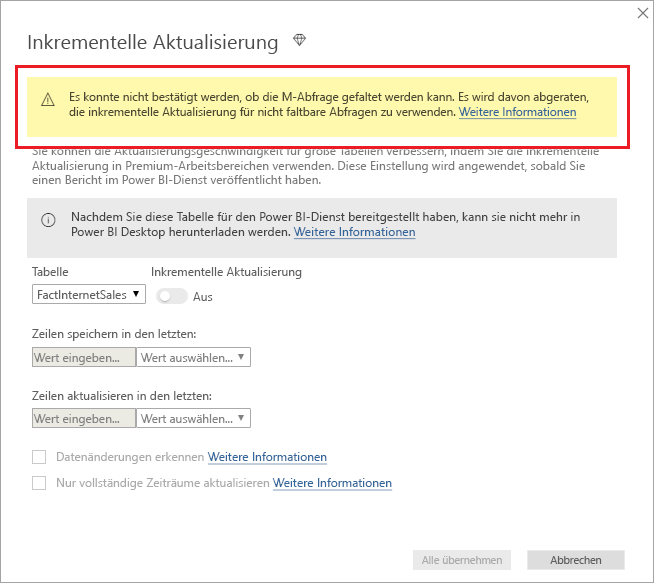 Inkrementelle Aktualisierung
Es konnte nicht bestätigt werden, ob die M-Abfrage gefaltet werden kann. Es wird davon abgeraten,
die inkrementelle Aktualisierung für nicht faltbare Abfragen zu verwenden. Weitere Informationen
Sie können die Aktualisierungsgeschwindigkeit für große Tabellen verbessern, indem Sie die inkrementelle
Aktualisierung in Premium-Arbeitsbereichen verwenden. Diese Einstellung wird angewendet, sobald Sie
einen Bericht im Power BI-Dienst veröffentlicht haben.
Nachdem Sie diese Tabelle für den Power BI-Dienst bereitgestellt haben, kann sie nicht mehr in
Power BI Desktop herunterladen werden. Weitere Informationen
Tabelle Inkrementelle Aktualisierung
FactInternetSales Aus
Zeilen speichern in den letzten:
Wert eingeben... Wert auswählen...
Zeilen aktualisieren in den letzten:
Wert eingeben... Wert auswählen...
Datenänderungen erkennen Weitere Informationen
Nur vollständige Zeiträume aktualisieren Weitere Informationen
Alle übernehmen Abbrechen